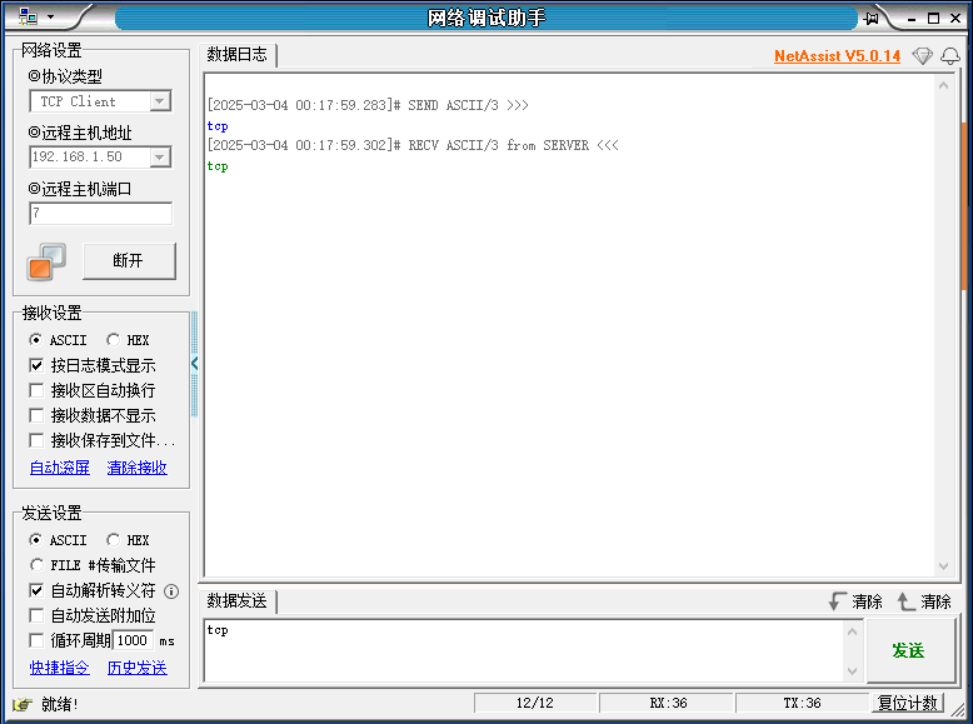 网络调试助手
网络设置
协议类型
TCP Client
远程主机地址
192.168.1.50
远程主机端口
7
断开
接收设置
ASCII HEX
按日志模式显示
接收区自动换行
接收数据不显示
接收保存到文件...
自动滚屏 清除接收
发送设置
ASCII HEX
FILE #传输文件
自动解析转义符
自动发送附加位
循环周期 1000 ms
快捷指令 历史发送
数据日志
NetAssist V5.0.14
[2025-03-04 00:17:59.283]# SEND ASCII/3 >>>
tcp
[2025-03-04 00:17:59.302]# RECV ASCII/3 from SERVER <<<
tcp
数据发送 清除 清除
tcp
发送
就绪! 12/12 RX:36 TX:36 复位计数